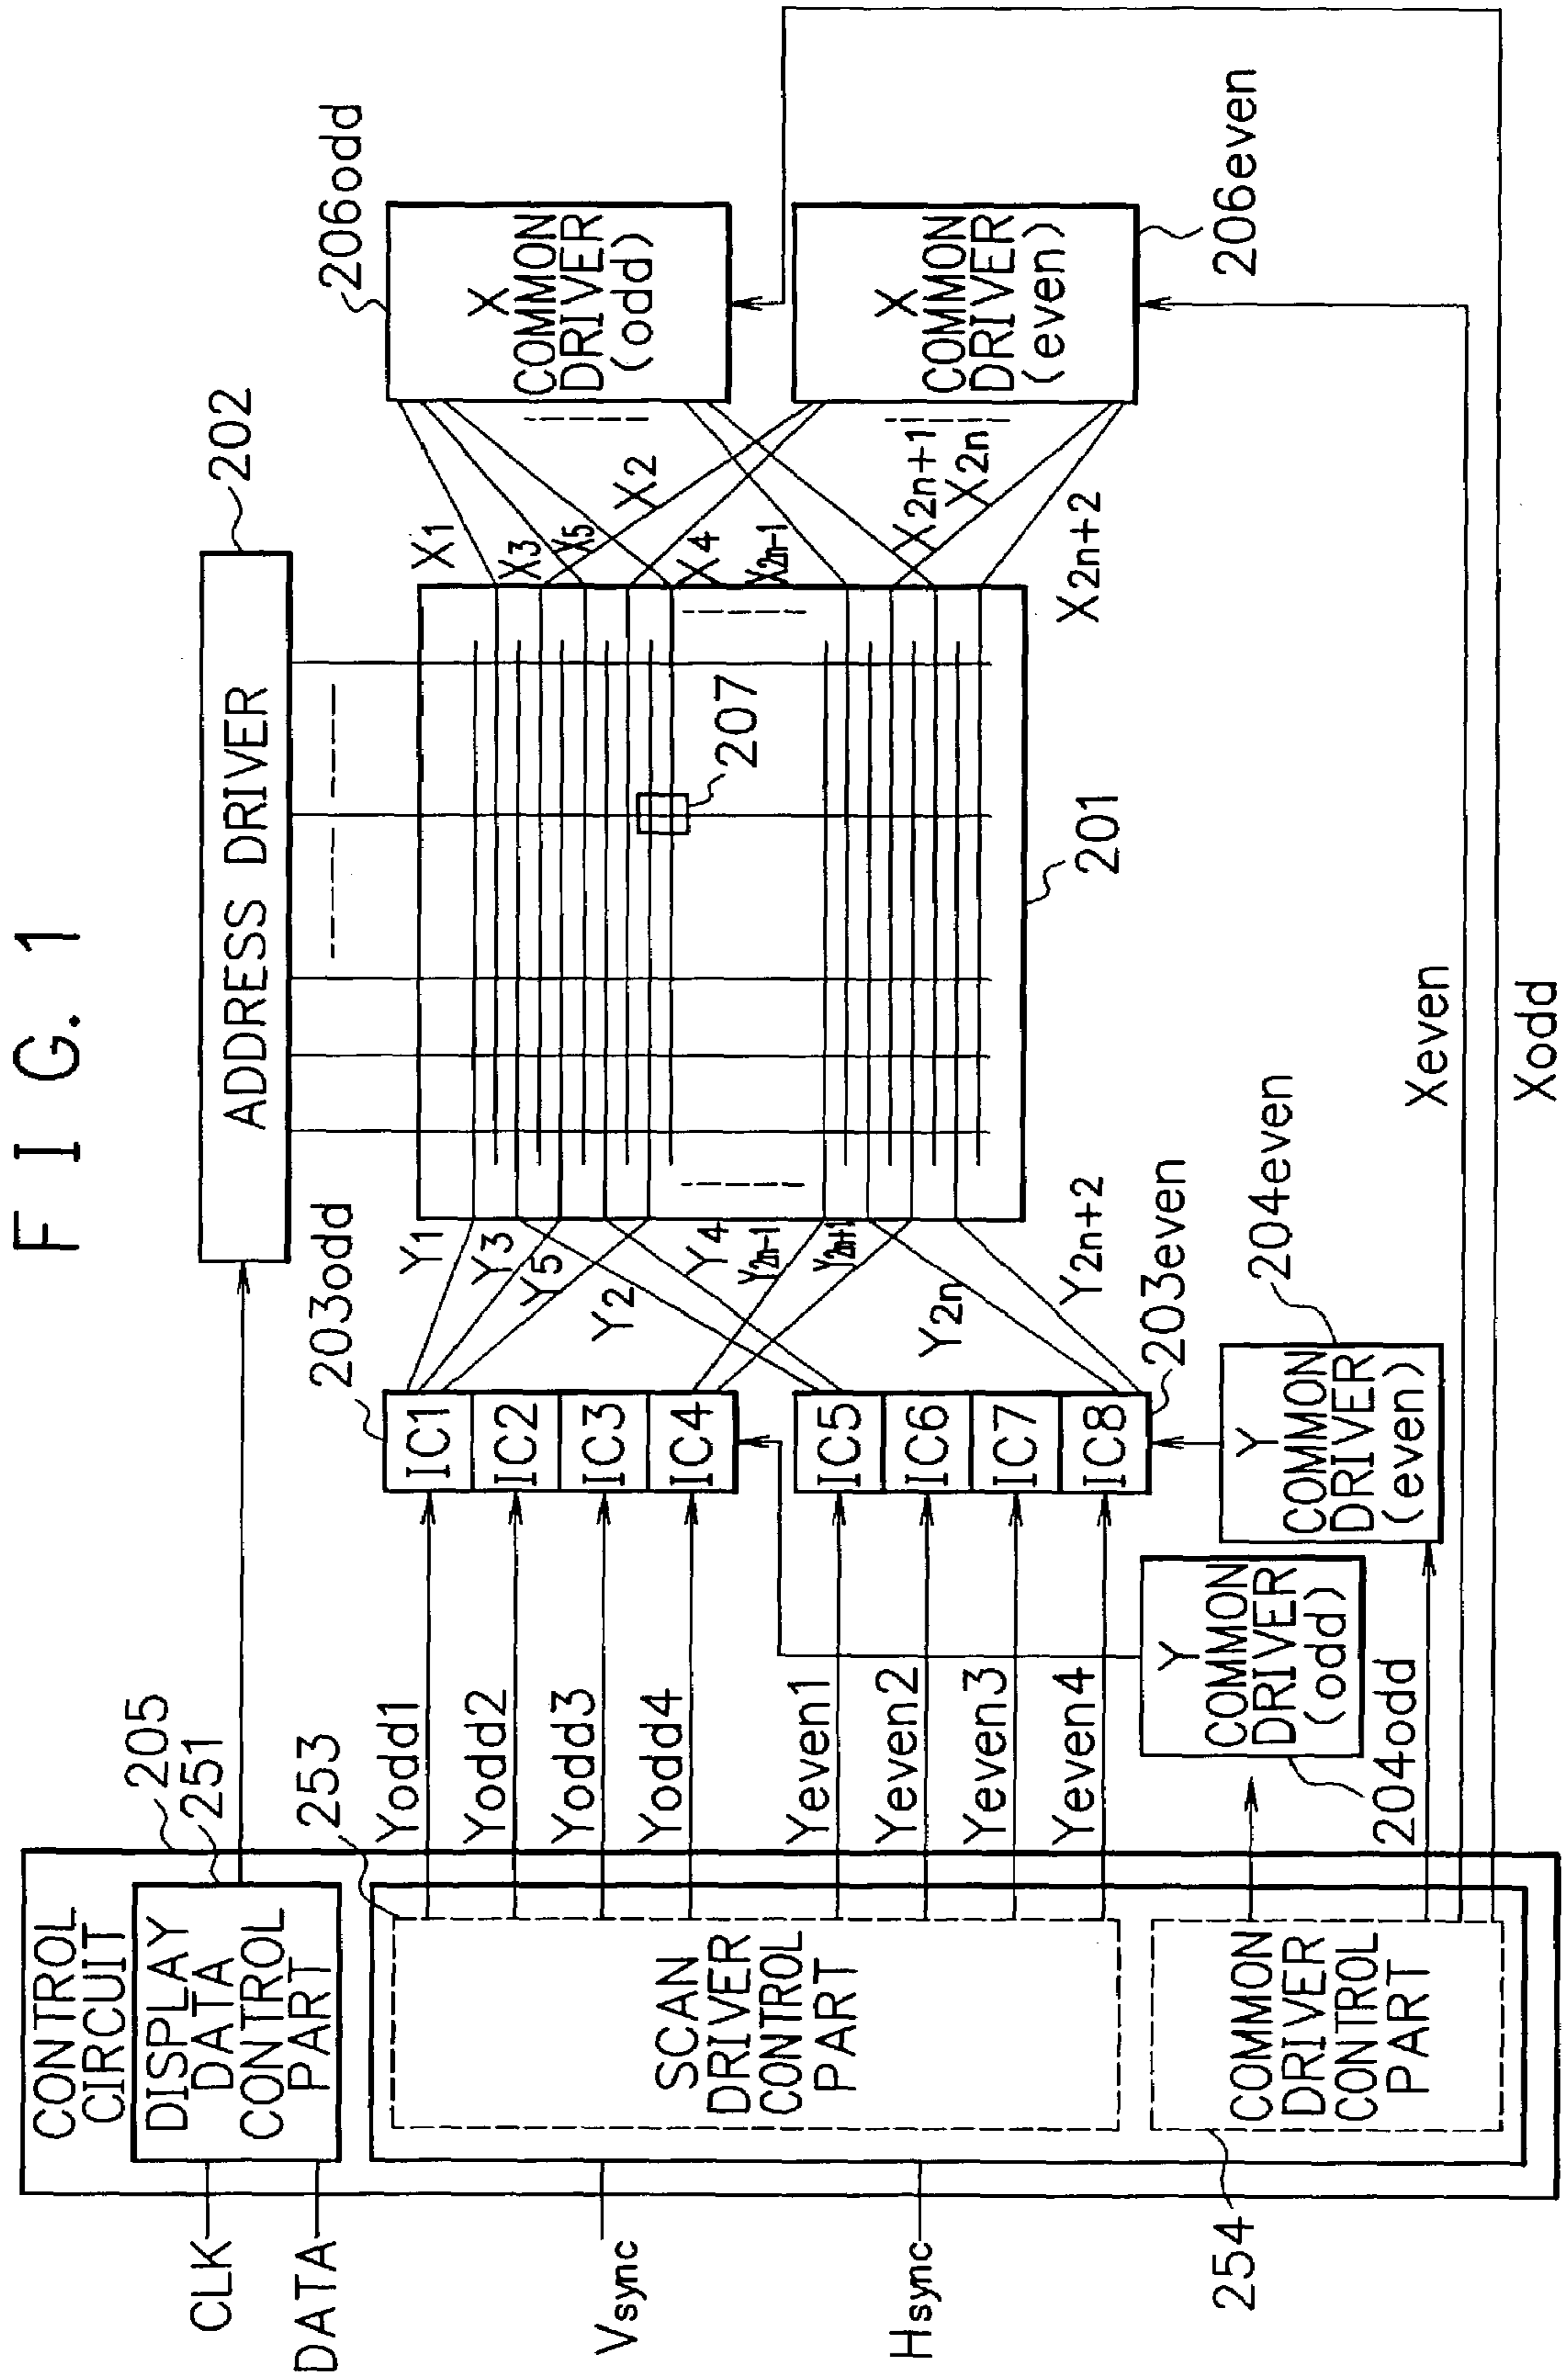 F I G. 1
CONTROL
CIRCUIT
205
DISPLAY
DATA
CONTROL
PART
251
CLK
DATA
Vsync
Hsync
253
SCAN
DRIVER
CONTROL
PART
254
COMMON
DRIVER
CONTROL
PART
Yodd1
Yodd2
Yodd3
Yodd4
Yeven1
Yeven2
Yeven3
Yeven4
203odd
IC1
IC2
IC3
IC4
IC5
IC6
IC7
IC8
203even
Y
COMMON
DRIVER
(odd)
204odd
Y
COMMON
DRIVER
(even)
204even
ADDRESS DRIVER
202
Y1
Y3
Y5
Y2
Y4
Y2n-1
Y2n+1
Y2n
Y2n+2
207
201
X1
X3
X5
X2
X4
X2n-1
X2n+1
X2n
X2n+2
206odd
X
COMMON
DRIVER
(odd)
X
COMMON
DRIVER
(even)
206even
Xeven
Xodd